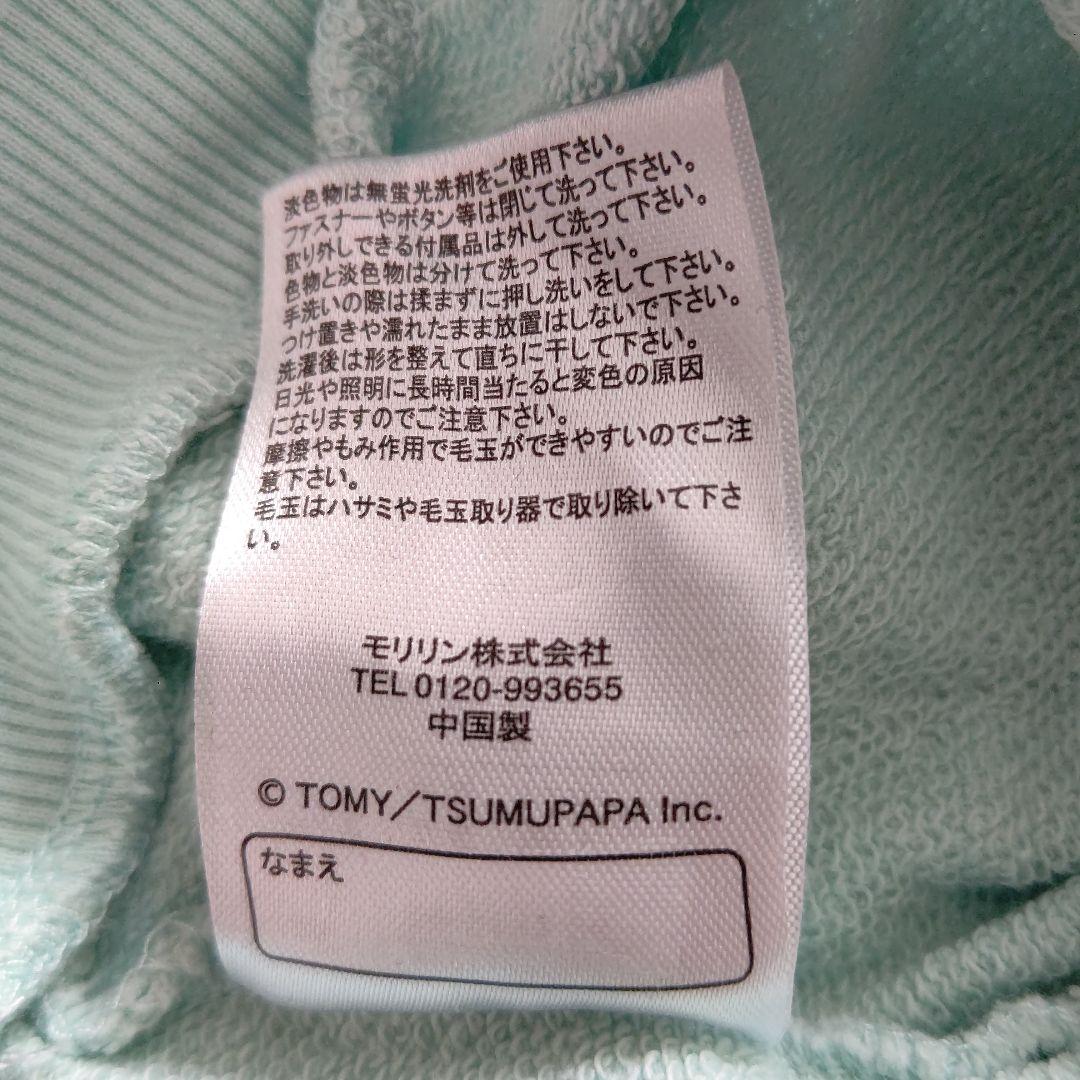 淡色物は無蛍光洗剤をご使用下さい。
ファスナーやボタン等は閉じて洗って下さい。
取り外しできる付属品は外して洗って下さい。
色物と淡色物は分けて洗って下さい。
手洗いの際は揉まずに押し洗いをして下さい。
つけ置きや濡れたまま放置はしないで下さい。
洗濯後は形を整えて直ちに干して下さい。
日光や照明に長時間当たると変色の原因
になりますのでご注意下さい。
摩擦やもみ作用で毛玉ができやすいのでご注
意下さい。
毛玉はハサミや毛玉取り器で取り除いて下さ
い。
モリリン株式会社
TEL 0120-993655
中国製
© TOMY/TSUMUPAPA Inc.
なまえ